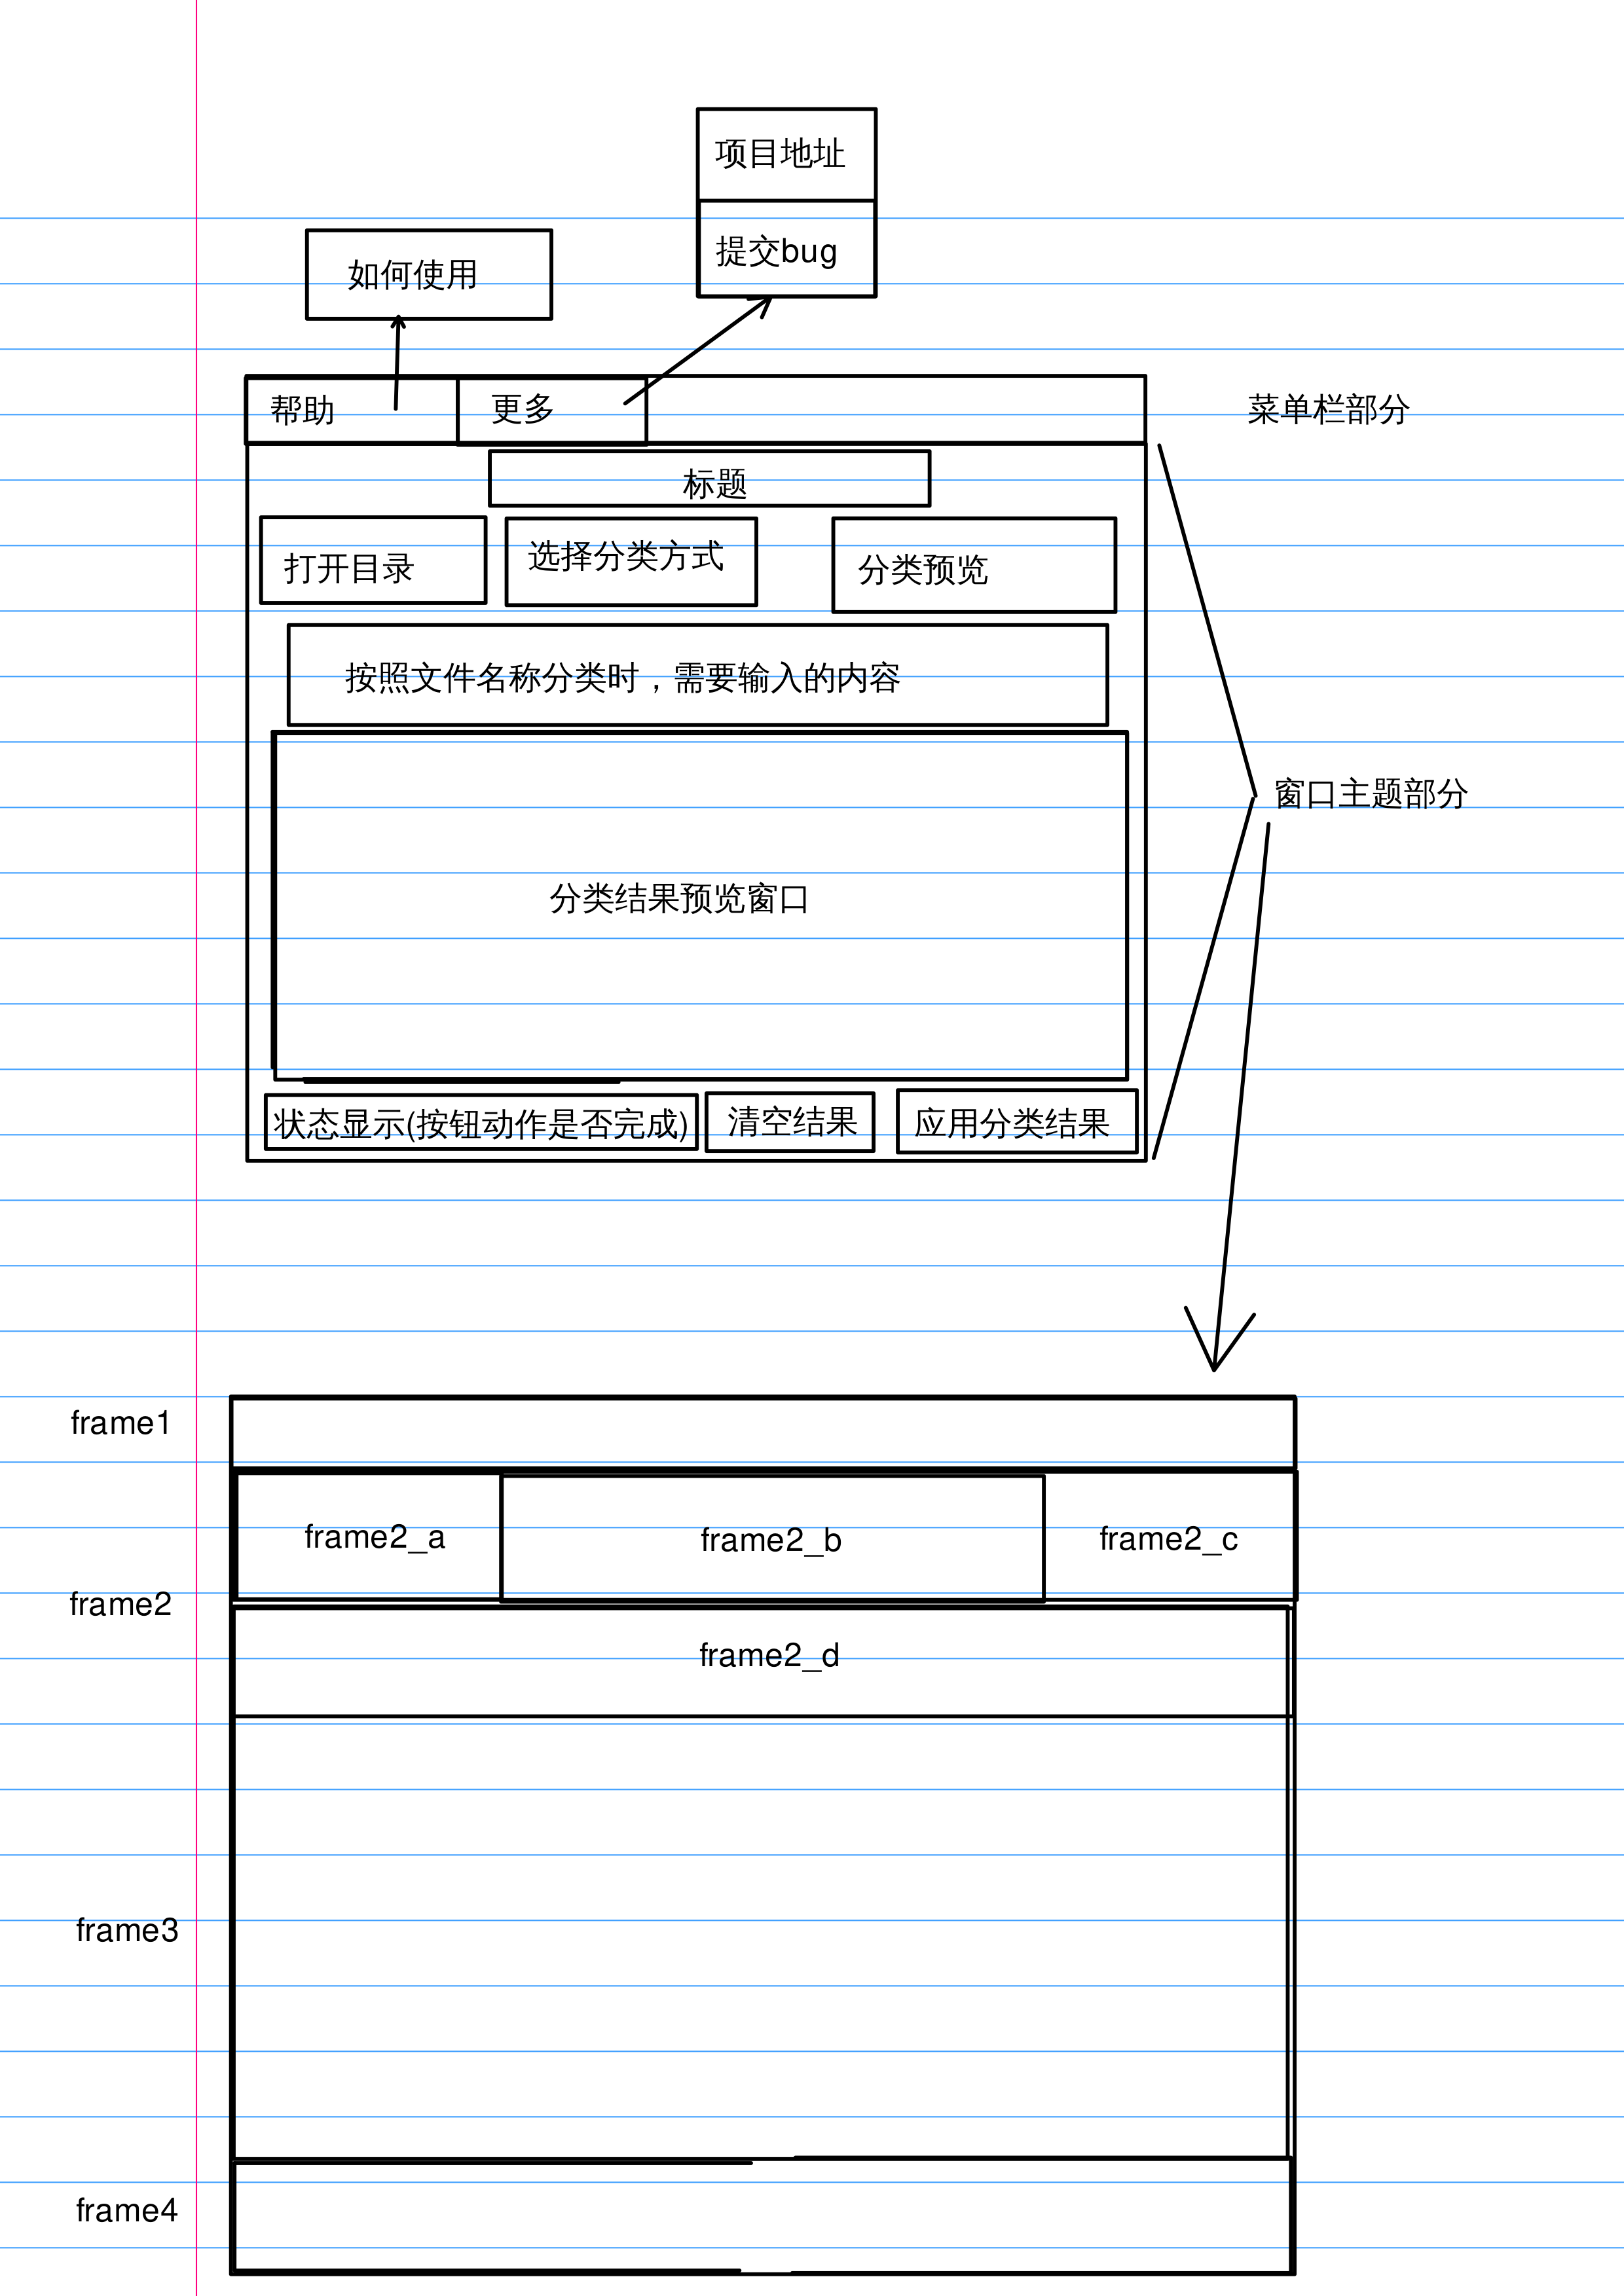 项目地址
提交bug
如何使用
帮助
更多
菜单栏部分
标题
打开目录
选择分类方式
分类预览
按照文件名称分类时，需要输入的内容
窗口主题部分
分类结果预览窗口
状态显示(按钮动作是否完成)
清空结果
应用分类结果
frame1
frame2_a
frame2_b
frame2_c
frame2
frame2_d
frame3
frame4